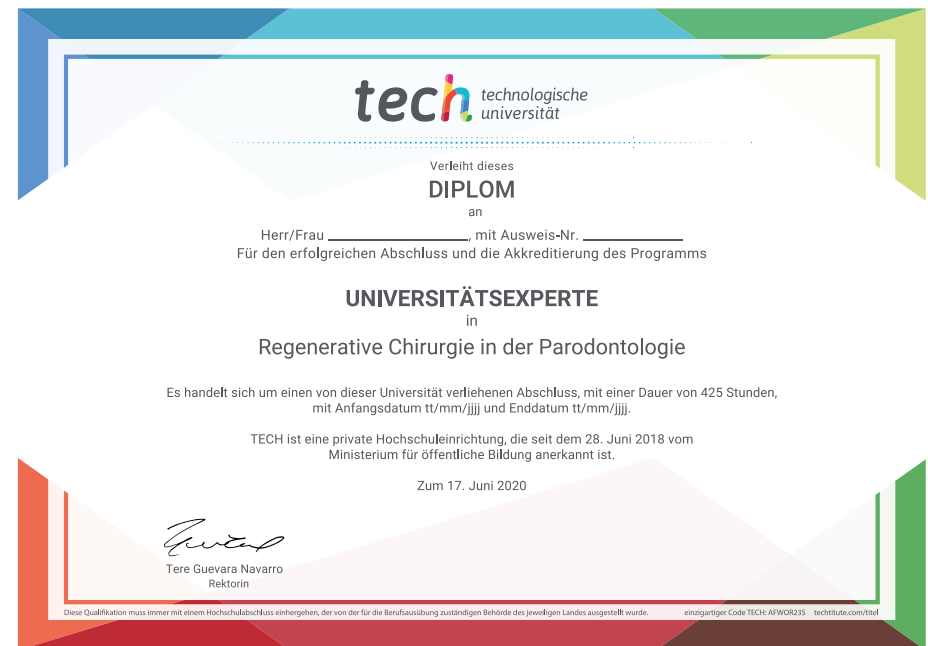 tech technologische
universität
Verleiht dieses
DIPLOM
an
Herr/Frau ____________, mit Ausweis-Nr. ____________
Für den erfolgreichen Abschluss und die Akkreditierung des Programms
UNIVERSITÄTSEXPERTE
in
Regenerative Chirurgie in der Parodontologie
Es handelt sich um einen von dieser Universität verliehenen Abschluss, mit einer Dauer von 425 Stunden,
mit Anfangsdatum tt/mm/jjjj und Enddatum tt/mm/jjjj.
TECH ist eine private Hochschuleinrichtung, die seit dem 28. Juni 2018 vom
Ministerium für öffentliche Bildung anerkannt ist.
Zum 17. Juni 2020
Tere Guevara Navarro
Rektorin
Diese Qualifikation muss immer mit einem Hochschulabschluss einhergehen, der von der für die Berufsausübung zuständigen Behörde des jeweiligen Landes ausgestellt wurde. einzigartiger Code TECH: AFWOR23S techtitute.com/titel